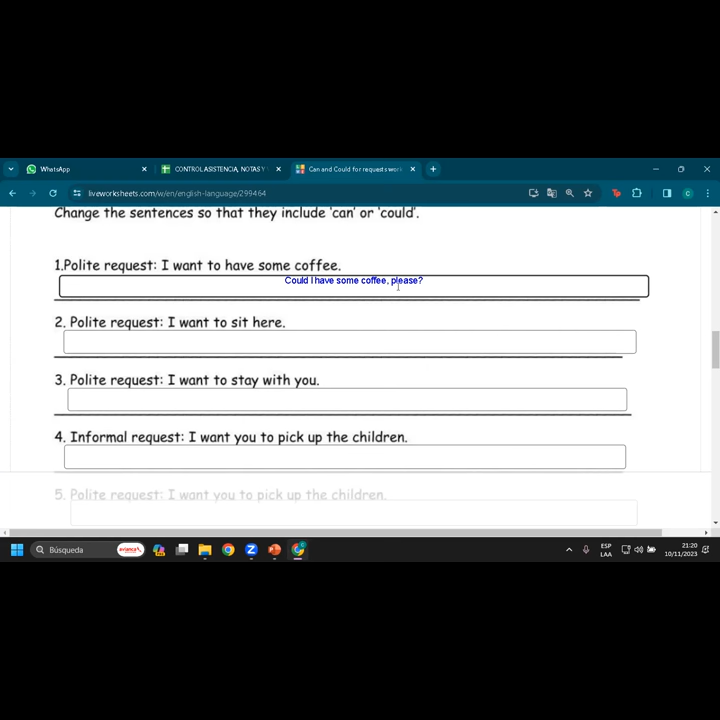 WhatsApp
CONTROL ASISTENCIA, NOTAS Y
Can and Could for requests work
liveworksheets.com/w/en/english-language/299464
Change the sentences so that they include 'can' or 'could'.
1.Polite request: I want to have some coffee.
Could I have some coffee, please?
2. Polite request: I want to sit here.
3. Polite request: I want to stay with you.
4. Informal request: I want you to pick up the children.
5. Polite request: I want you to pick up the children.
Búsqueda
avianca
ESP
LAA
21:20
10/11/2023